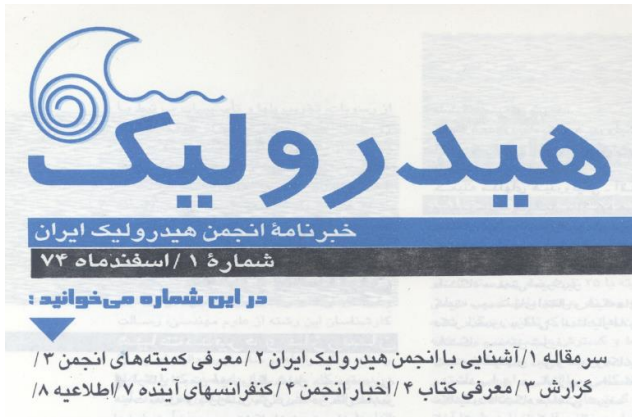 هیدرولیک
خبرنامهٔ انجمن هیدرولیک ایران
شمارهٔ ۱ / اسفندماه ۷۴
در این شماره می‌خوانید :
سرمقاله ۱/ آشنایی با انجمن هیدرولیک ایران ۲ / معرفی کمیته‌های انجمن ۳ /
گزارش ۳ / معرفی کتاب ۴ / اخبار انجمن ۴ / کنفرانسهای آینده ۷ / اطلاعیه ۸/